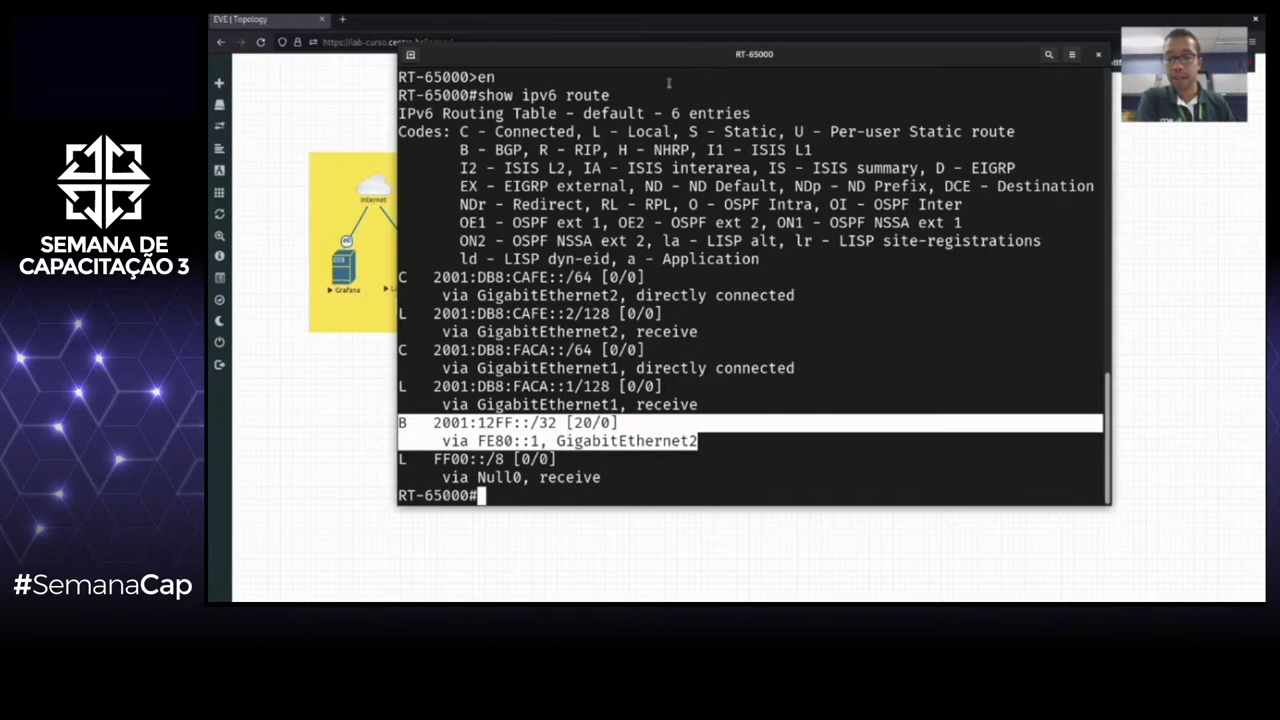 EVE | Topology
https://lab-curso.
RT-65000
RT-65000>en
RT-65000#show ipv6 route
IPv6 Routing Table - default - 6 entries
Codes: C - Connected, L - Local, S - Static, U - Per-user Static route
B - BGP, R - RIP, H - NHRP, I1 - ISIS L1
I2 - ISIS L2, IA - ISIS interarea, IS - ISIS summary, D - EIGRP
EX - EIGRP external, ND - ND Default, NDp - ND Prefix, DCE - Destination
NDr - Redirect, RL - RPL, O - OSPF Intra, OI - OSPF Inter
OE1 - OSPF ext 1, OE2 - OSPF ext 2, ON1 - OSPF NSSA ext 1
ON2 - OSPF NSSA ext 2, la - LISP alt, lr - LISP site-registrations
ld - LISP dyn-eid, a - Application
C 2001:DB8:CAFE::/64 [0/0]
via GigabitEthernet2, directly connected
L 2001:DB8:CAFE::2/128 [0/0]
via GigabitEthernet2, receive
C 2001:DB8:FACA::/64 [0/0]
via GigabitEthernet1, directly connected
L 2001:DB8:FACA::1/128 [0/0]
via GigabitEthernet1, receive
B 2001:12FF::/32 [20/0]
via FE80::1, GigabitEthernet2
L FF00::/8 [0/0]
via Null0, receive
RT-65000#
Internet
Grafana
SEMANA DE
CAPACITAÇÃO 3
#SemanaCap